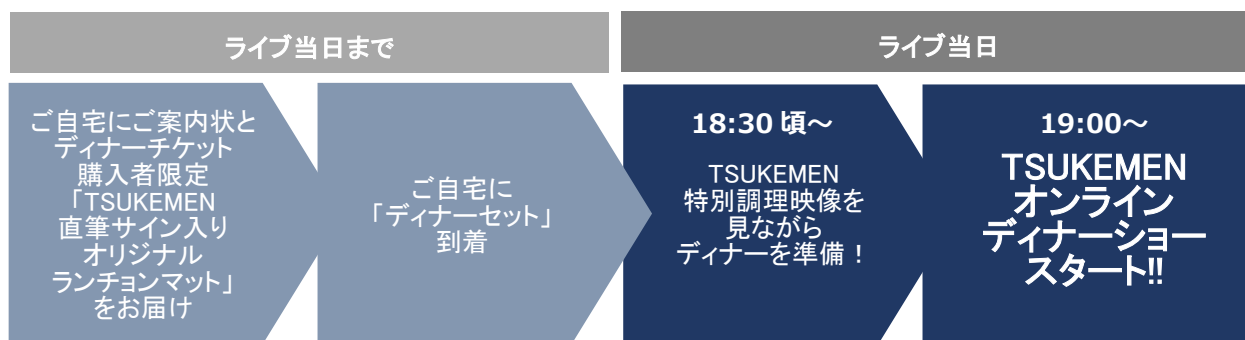 ライブ当日まで
ライブ当日
ご自宅にご案内状と
ディナーチケット
購入者限定
「TSUKEMEN
直筆サイン入り
オリジナル
ランチョンマット」
をお届け
ご自宅に
「ディナーセット」
到着
18:30 頃～
TSUKEMEN
特別調理映像を
見ながら
ディナーを準備！
19:00～
TSUKEMEN
オンライン
ディナーショー
スタート!!